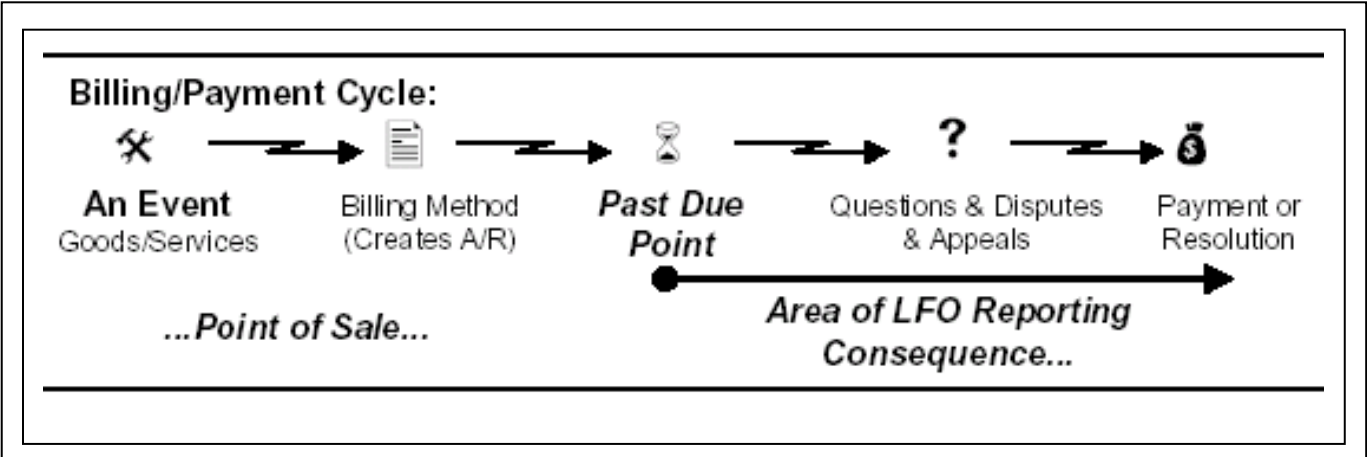 Billing/Payment Cycle:
?
$
An Event
Goods/Services
Billing Method
(Creates A/R)
Past Due
Point
Questions & Disputes
& Appeals
Payment or
Resolution
...Point of Sale...
Area of LFO Reporting
Consequence...